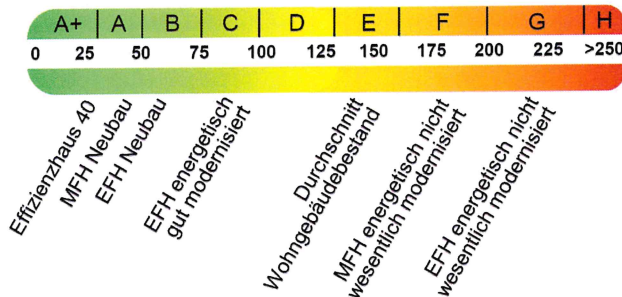 A+ A B C D E F G H
0 25 50 75 100 125 150 175 200 225 >250
Effizienzhaus 40
MFH Neubau
EFH Neubau
EFH energetisch
gut modernisiert
Durchschnitt
Wohngebäudebestand
MFH energetisch nicht
wesentlich modernisiert
EFH energetisch nicht
wesentlich modernisiert